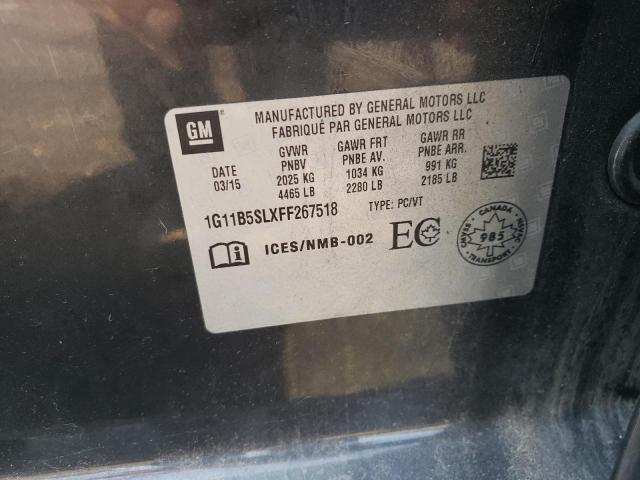 GM
MANUFACTURED BY GENERAL MOTORS LLC
FABRIQUÉ PAR GENERAL MOTORS LLC
DATE
03/15
GVWR
PNBV
2025 KG
4465 LB
GAWR FRT
PNBE AV.
1034 KG
2280 LB
GAWR RR
PNBE ARR.
991 KG
2185 LB
1G11B5SLXFF267518 TYPE: PC/VT
ICES/NMB-002
EC
CANADA
985
TRANSPORT